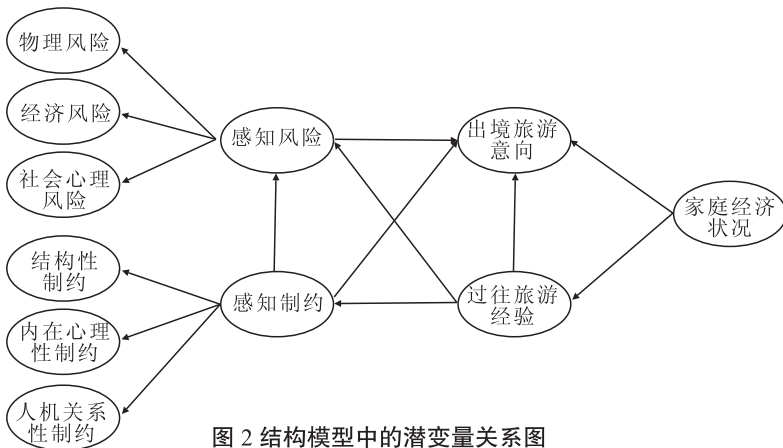 物理风险
经济风险
社会心理
风险
结构性
制约
内在心理
性制约
人机关系
性制约
感知风险
感知制约
出境旅游
意向
过往旅游
经验
家庭经济
状况
图 2 结构模型中的潜变量关系图